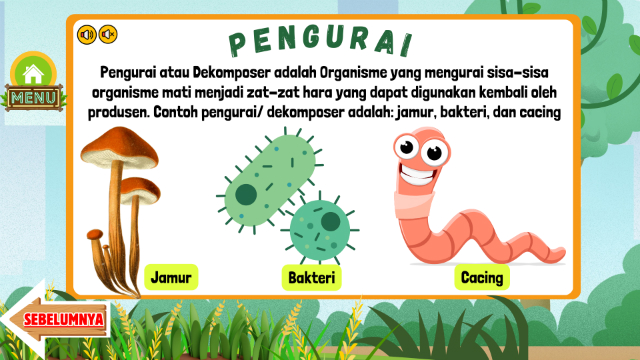 PENGURAI
Pengurai atau Dekomposer adalah Organisme yang mengurai sisa-sisa
organisme mati menjadi zat-zat hara yang dapat digunakan kembali oleh
produsen. Contoh pengurai/ dekomposer adalah: jamur, bakteri, dan cacing
MENU
Jamur
Bakteri
Cacing
SEBELUMNYA